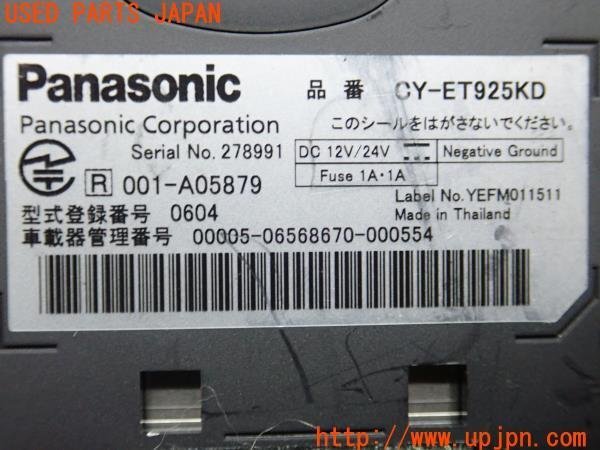 USED PARTS JAPAN
Panasonic
品番 CY-ET925KD
Panasonic Corporation
このシールをはがさないでください。
Serial No. 278991
DC 12V/24V
Negative Ground
Fuse 1A・1A
R 001-A05879
Label No. YEFM011511
Made in Thailand
型式登録番号 0604
車載器管理番号 00005-06568670-000554
http://www.upjpn.com